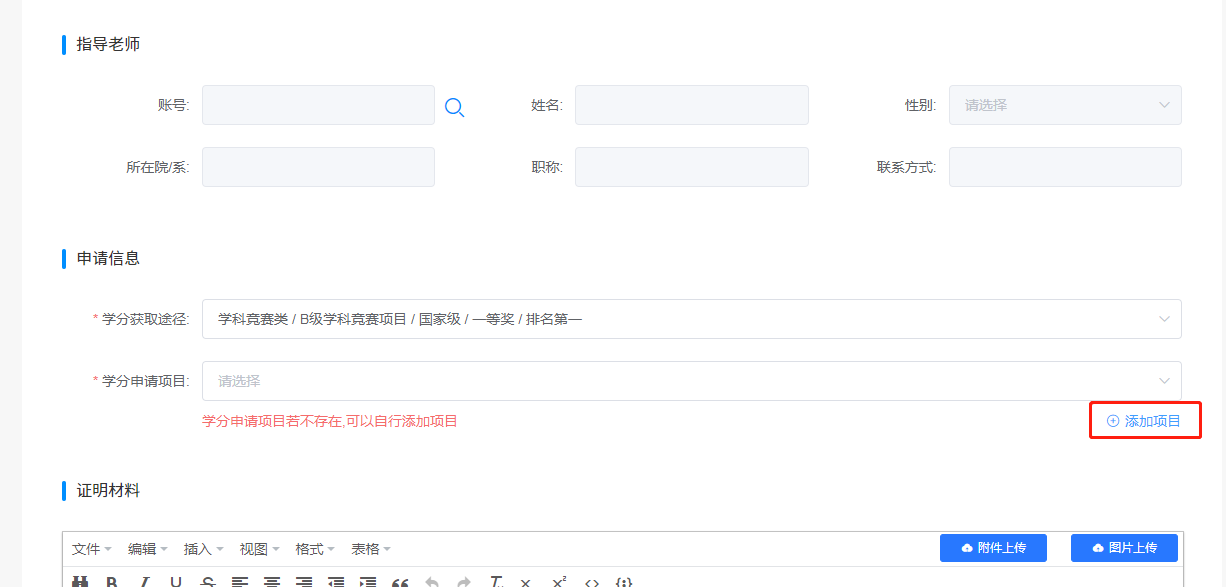 指导老师
账号:
姓名:
性别: 请选择
所在院/系:
职称:
联系方式:
申请信息
* 学分获取途径: 学科竞赛类 / B级学科竞赛项目 / 国家级 / 一等奖 / 排名第一
* 学分申请项目: 请选择
学分申请项目若不存在,可以自行添加项目
添加项目
证明材料
文件 编辑 插入 视图 格式 表格 附件上传 图片上传